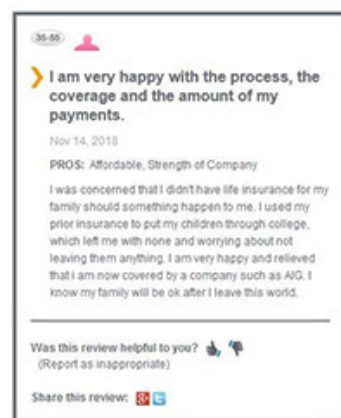 35-55
I am very happy with the process, the
coverage and the amount of my
payments.
Nov 14, 2018
PROS: Affordable, Strength of Company
I was concerned that I didn't have life insurance for my
family should something happen to me. I used my
prior insurance to put my children through college,
which left me with none and worrying about not
leaving them anything. I am very happy and relieved
that i am now covered by a company such as AIG. I
know my family will be ok after I leave this world.
Was this review helpful to you?
(Report as inappropriate)
Share this review: